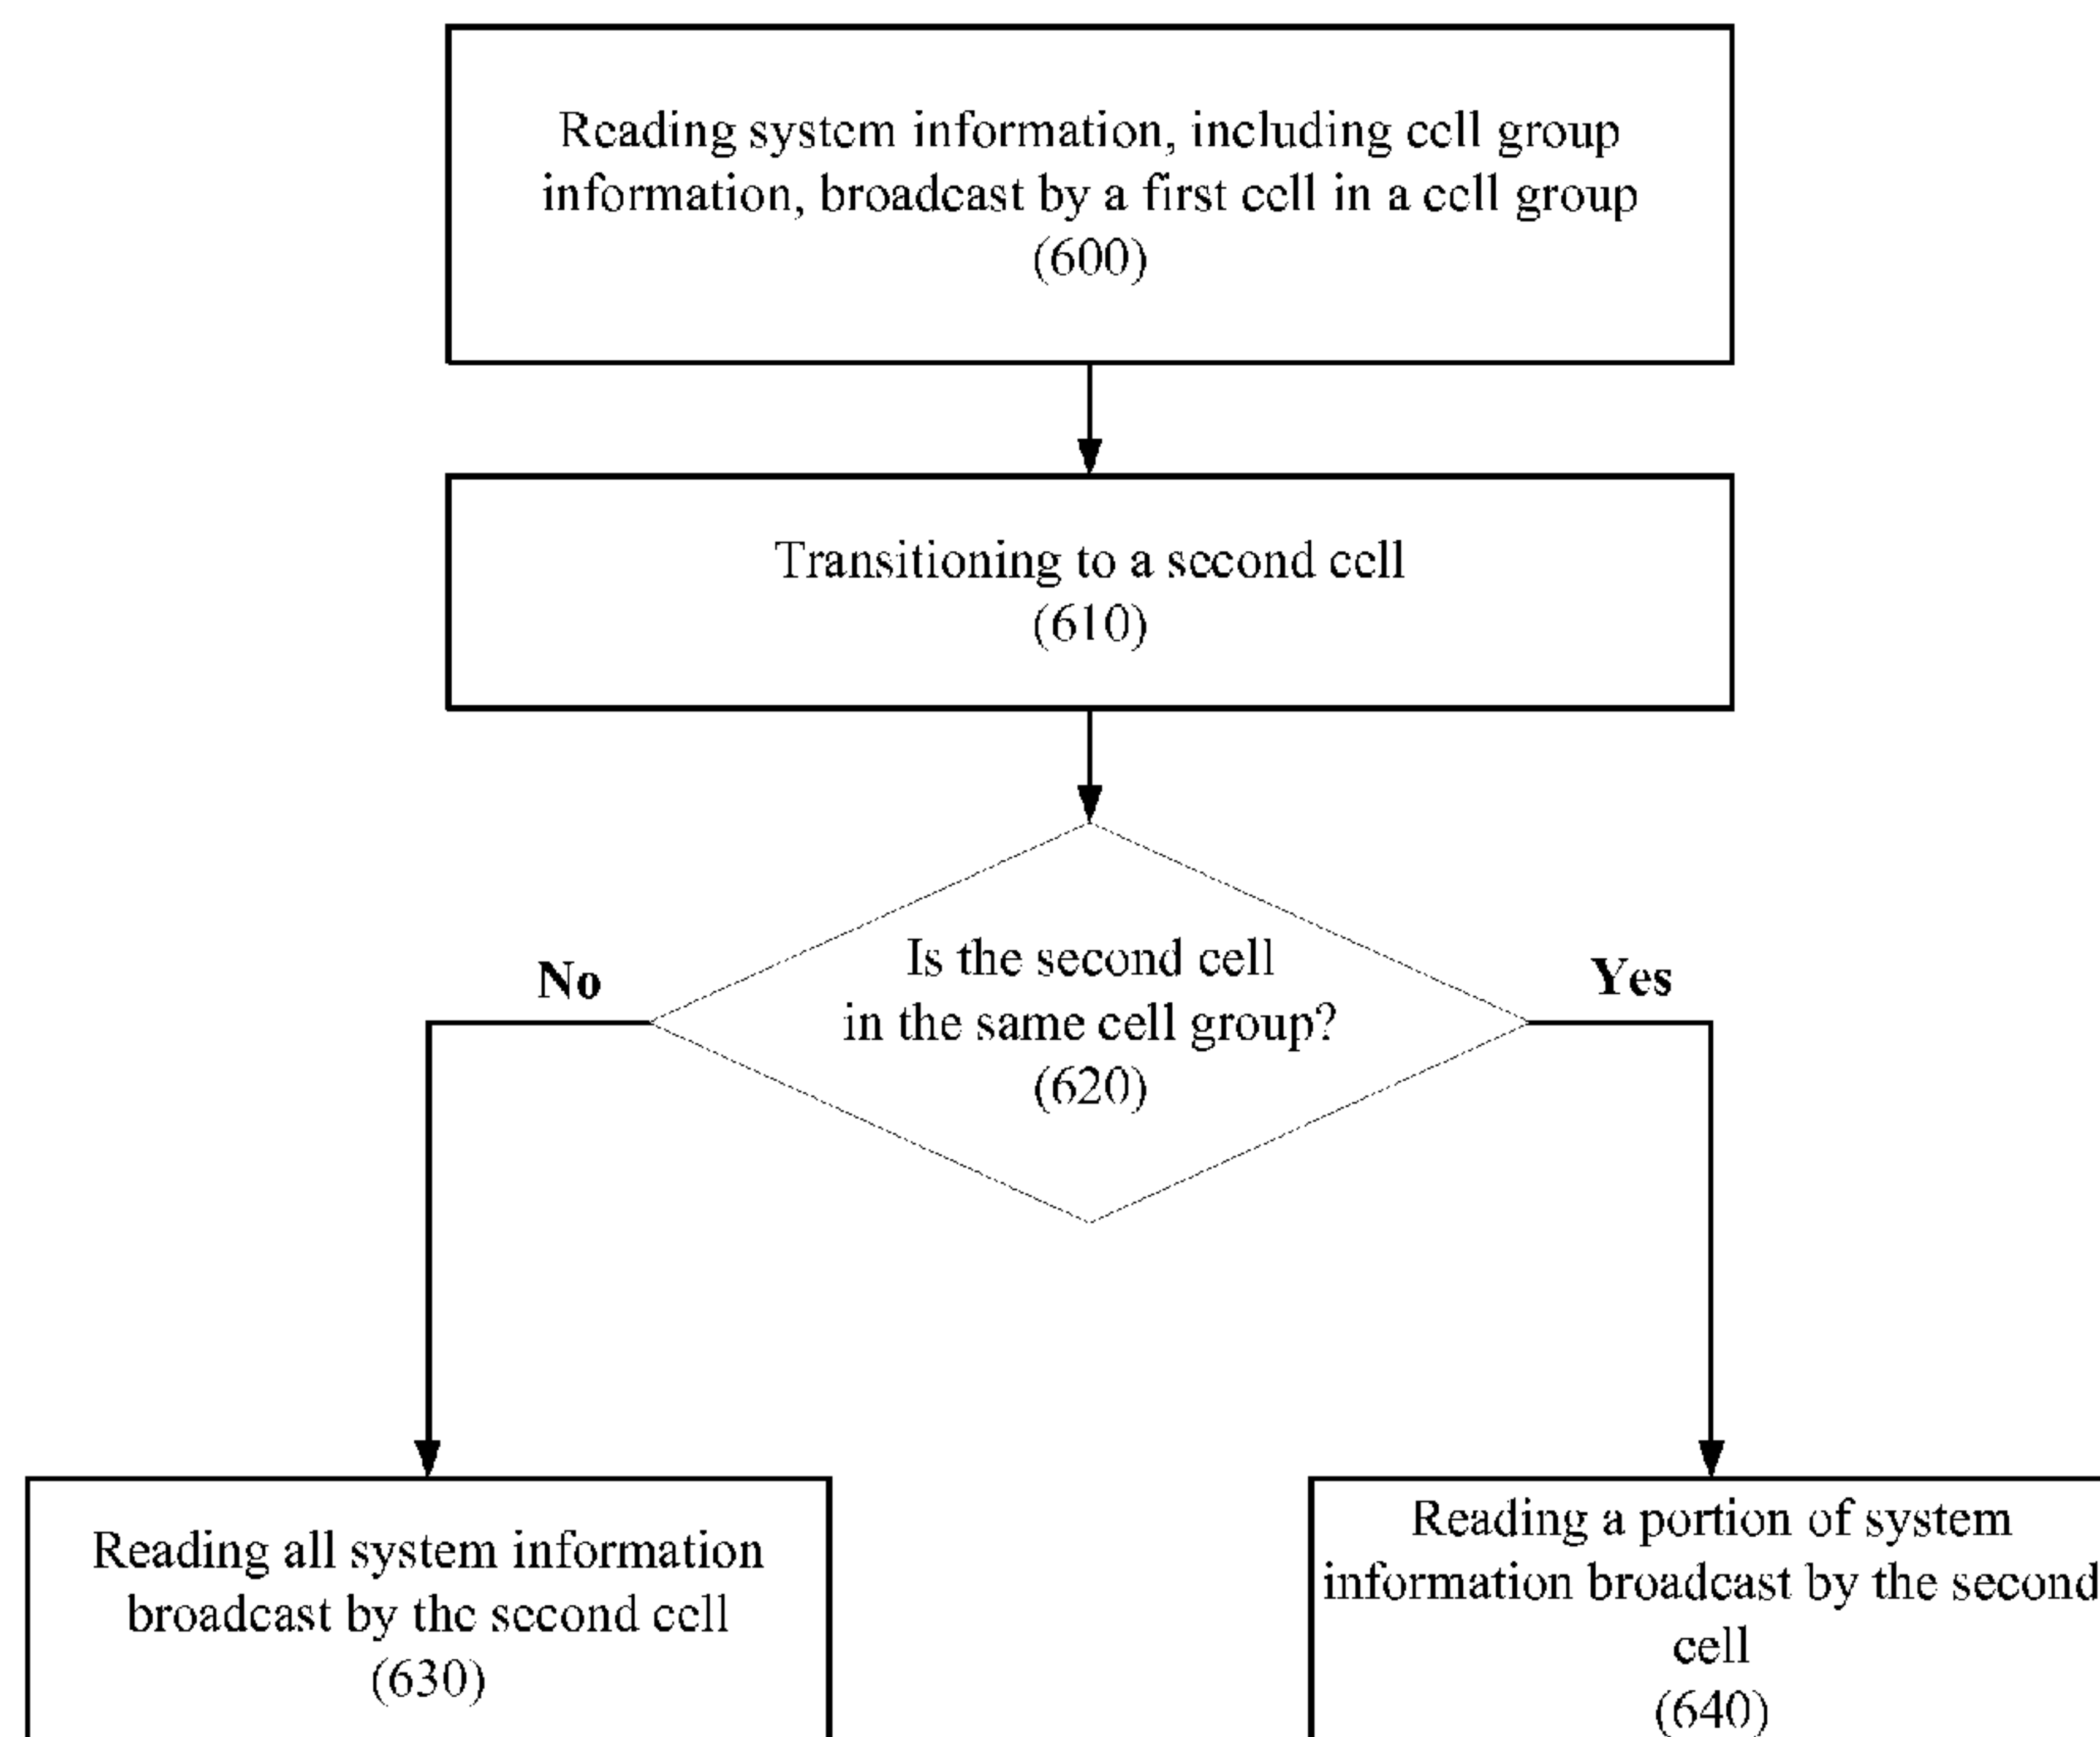 Reading system information, including cell group
information, broadcast by a first cell in a cell group
(600)
Transitioning to a second cell
(610)
Is the second cell
in the same cell group?
(620)
No
Yes
Reading all system information
broadcast by the second cell
(630)
Reading a portion of system
information broadcast by the second
cell
(640)